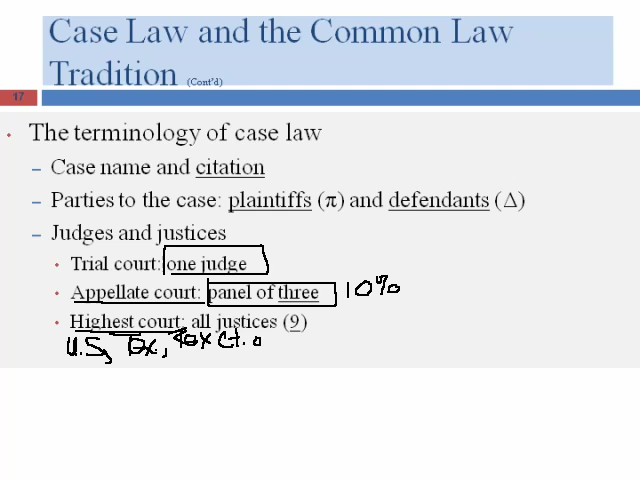 Case Law and the Common Law
Tradition (Cont'd)
17
• The terminology of case law
– Case name and citation
– Parties to the case: plaintiffs (π) and defendants (Δ)
– Judges and justices
• Trial court: one judge
• Appellate court: panel of three 10%
• Highest court: all justices (9)
U.S,